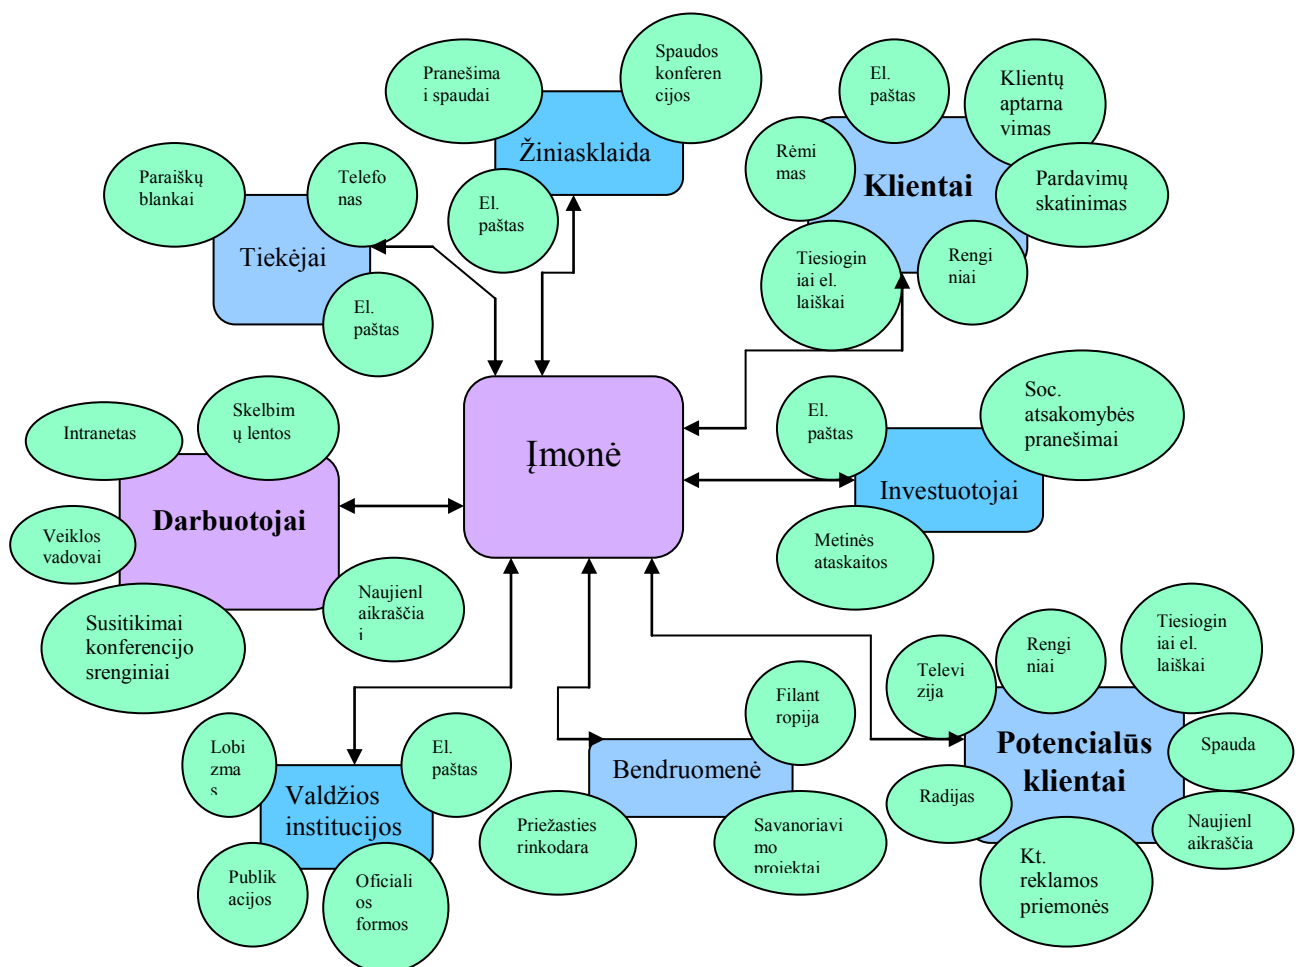 Pranešima
i spaudai
Spaudos
konferen
cijos
Žiniasklaida
El.
paštas
El.
paštas
Klientų
aptarna
vimas
Rėmi
mas
Klientai
Pardavimų
skatinimas
Tiesiogin
iai el.
laiškai
Rengi
niai
Paraiškų
blankai
Telefo
nas
Tiekėjai
El.
paštas
Įmonė
El.
paštas
Soc.
atsakomybės
pranešimai
Investuotojai
Metinės
ataskaitos
Intranetas
Skelbim
ų lentos
Darbuotojai
Veiklos
vadovai
Naujienl
aikraščia
i
Susitikimai
konferencijo
srenginiai
Lobi
zma
s
El.
paštas
Valdžios
institucijos
Publik
acijos
Oficiali
os
formos
Filant
ropija
Bendruomenė
Priežasties
rinkodara
Savanoriavi
mo
projektai
Televi
zija
Rengi
niai
Tiesiogin
iai el.
laiškai
Potencialūs
klientai
Spauda
Radijas
Naujienl
aikraščia
Kt.
reklamos
priemonės